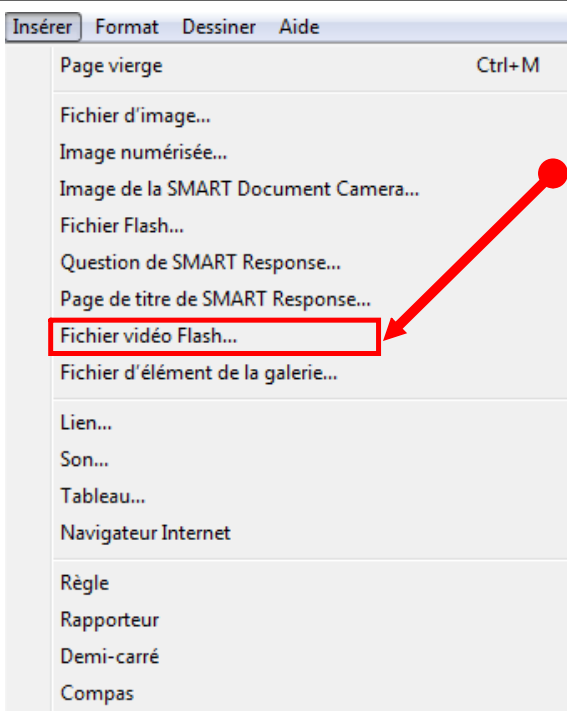 Insérer Format Dessiner Aide
Page vierge Ctrl+M
Fichier d'image...
Image numérisée...
Image de la SMART Document Camera...
Fichier Flash...
Question de SMART Response...
Page de titre de SMART Response...
Fichier vidéo Flash...
Fichier d'élément de la galerie...
Lien...
Son...
Tableau...
Navigateur Internet
Règle
Rapporteur
Demi-carré
Compas